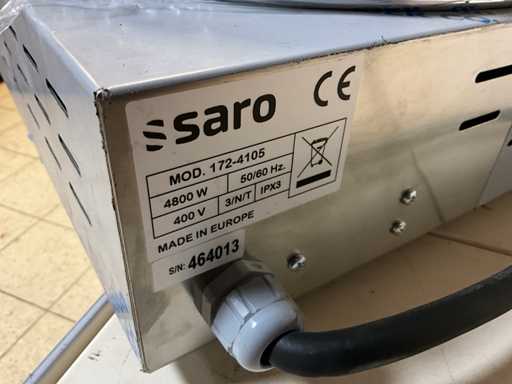 saro CE
MOD. 172-4105
4800 W 50/60 Hz.
400 V 3/N/T IPX3
MADE IN EUROPE
S/N: 464013